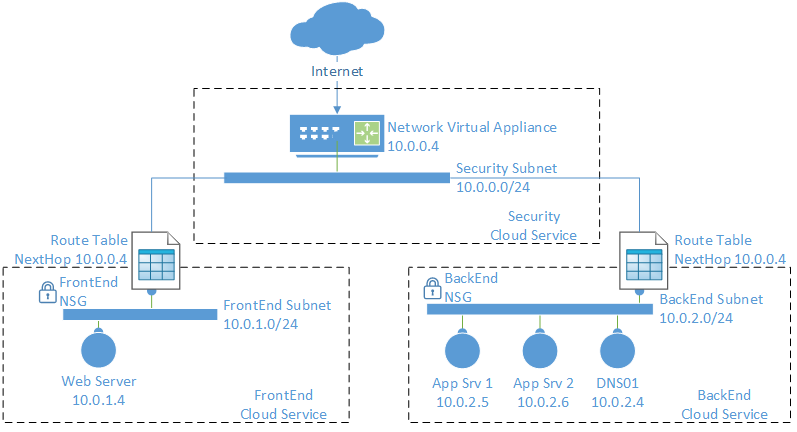 Internet
Network Virtual Appliance
10.0.0.4
Security Subnet
10.0.0.0/24
Security
Cloud Service
Route Table
NextHop 10.0.0.4
Route Table
NextHop 10.0.0.4
FrontEnd
NSG
FrontEnd Subnet
10.0.1.0/24
Web Server
10.0.1.4
FrontEnd
Cloud Service
BackEnd
NSG
BackEnd Subnet
10.0.2.0/24
App Srv 1
10.0.2.5
App Srv 2
10.0.2.6
DNS01
10.0.2.4
BackEnd
Cloud Service